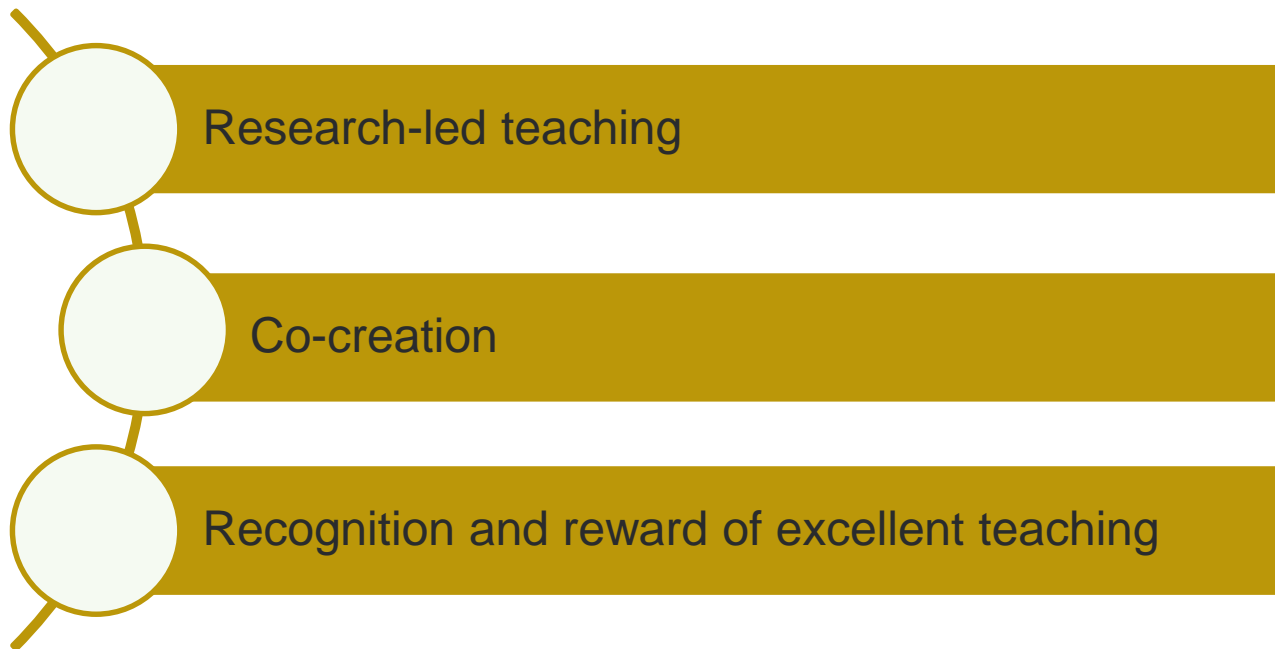 Research-led teaching
Co-creation
Recognition and reward of excellent teaching